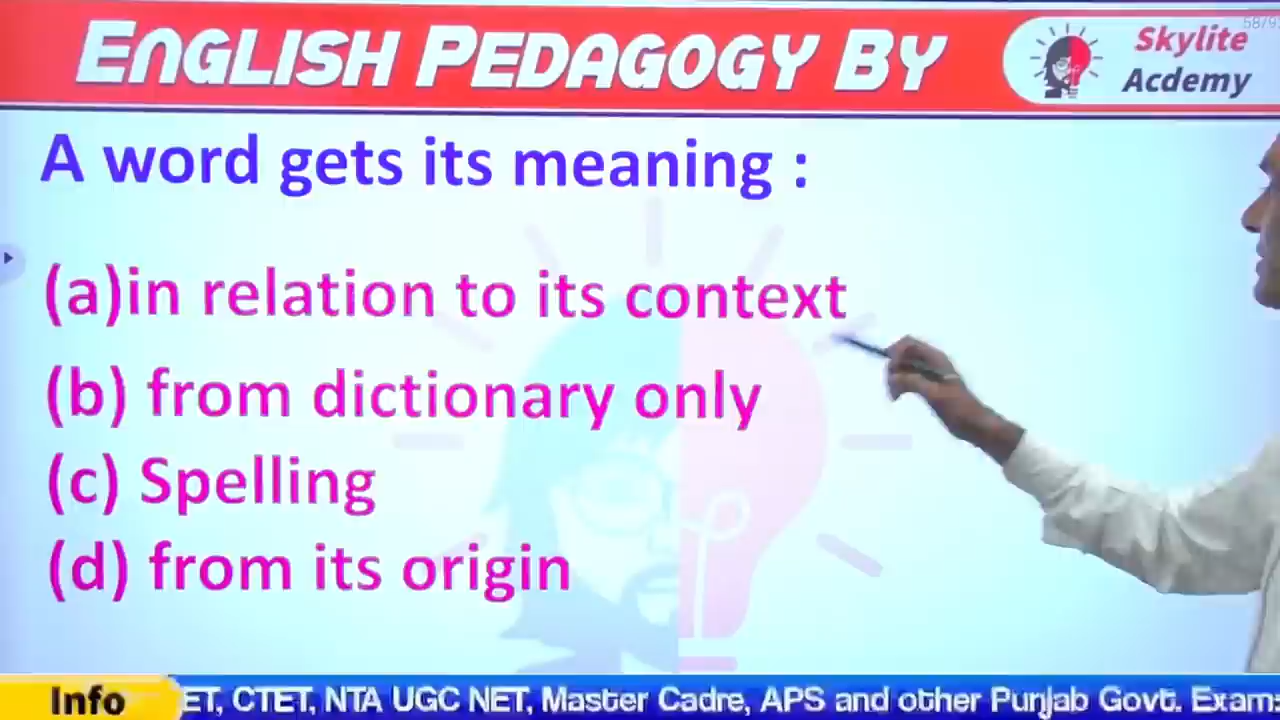 ENGLISH PEDAGOGY BY
Skylite
Acdemy
A word gets its meaning :
(a)in relation to its context
(b) from dictionary only
(c) Spelling
(d) from its origin
Info
ET, CTET, NTA UGC NET, Master Cadre, APS and other Punjab Govt. Exams